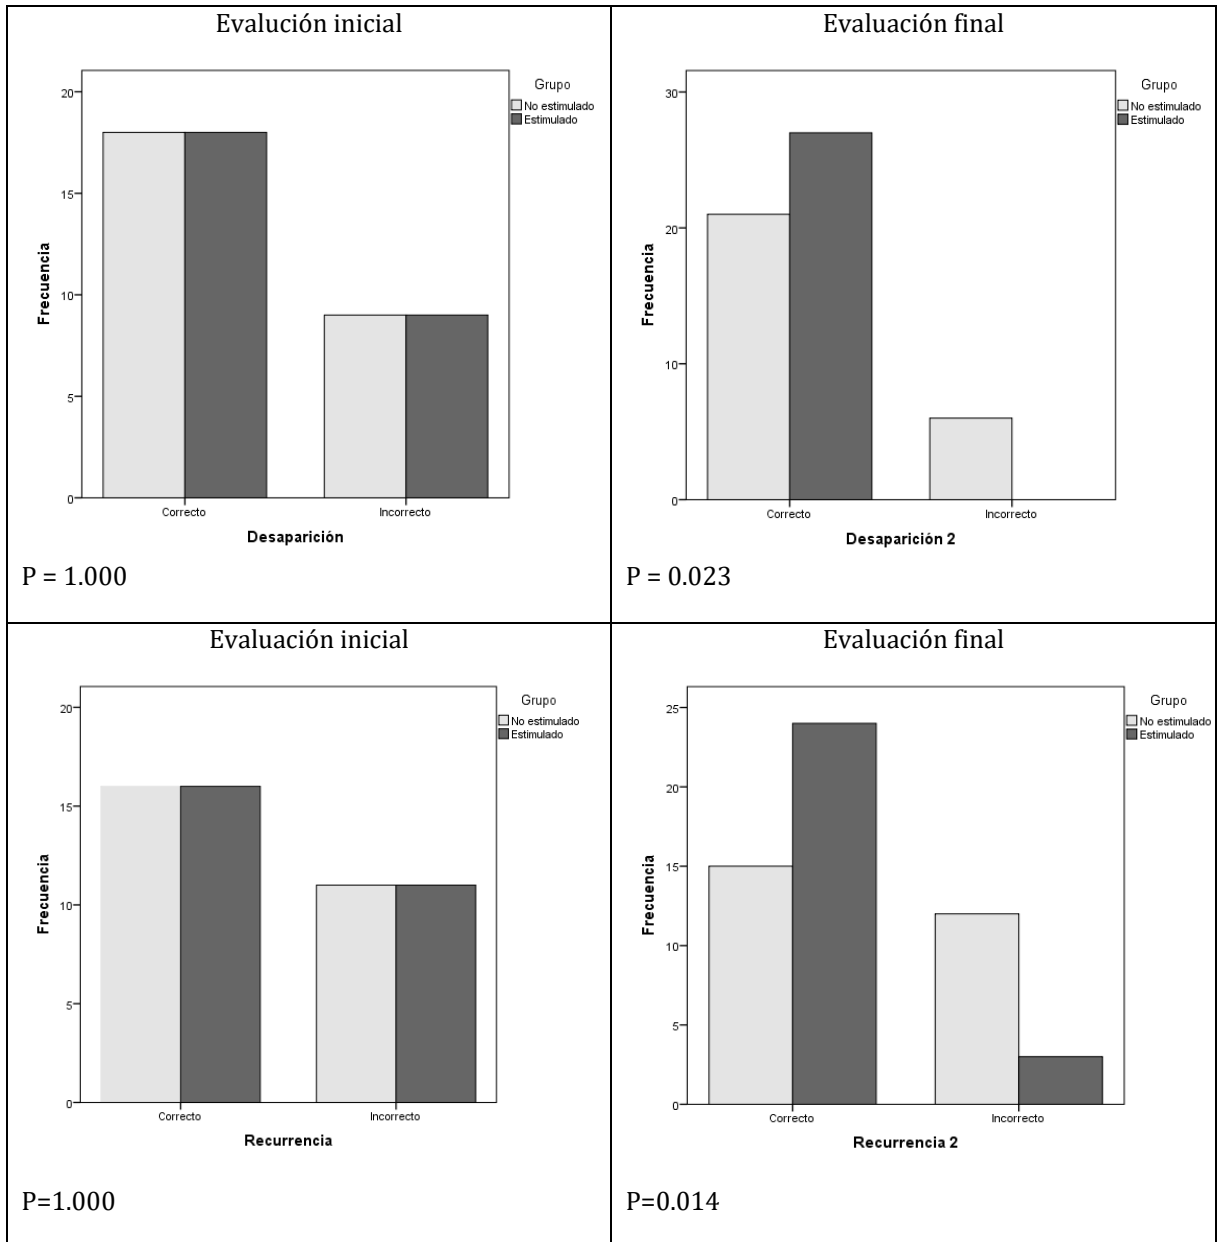 Evalución inicial
Grupo
No estimulado
Estimulado
20
15
10
5
0
Frecuencia
Correcto
Incorrecto
Desaparición
P = 1.000
Evaluación final
Grupo
No estimulado
Estimulado
30
20
10
0
Frecuencia
Correcto
Incorrecto
Desaparición 2
P = 0.023
Evaluación inicial
Grupo
No estimulado
Estimulado
20
15
10
5
0
Frecuencia
Correcto
Incorrecto
Recurrencia
P=1.000
Evaluación final
Grupo
No estimulado
Estimulado
25
20
15
10
5
0
Frecuencia
Correcto
Incorrecto
Recurrencia 2
P=0.014